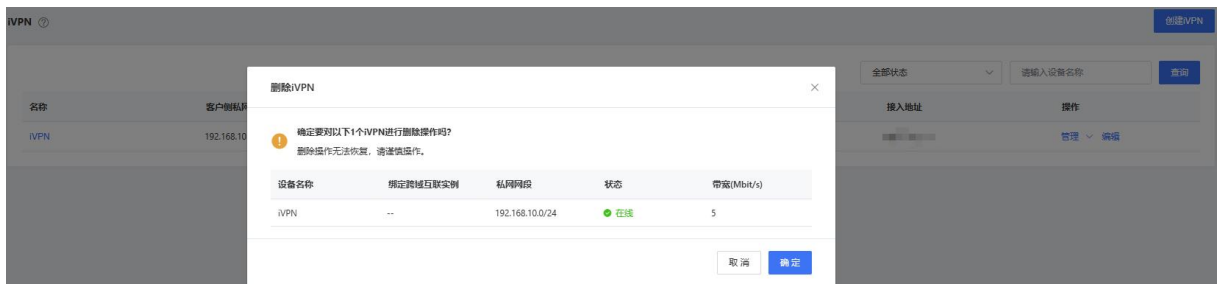 iVPN
创建iVPN
全部状态
请输入设备名称
查询
名称 客户侧私网 接入地址 操作
iVPN 192.168.10 管理 编辑
删除iVPN
确定要对以下1个iVPN进行删除操作吗?
删除操作无法恢复，请谨慎操作。
设备名称 绑定跨域互联实例 私网网段 状态 带宽(Mbit/s)
iVPN -- 192.168.10.0/24 在线 5
取消 确定